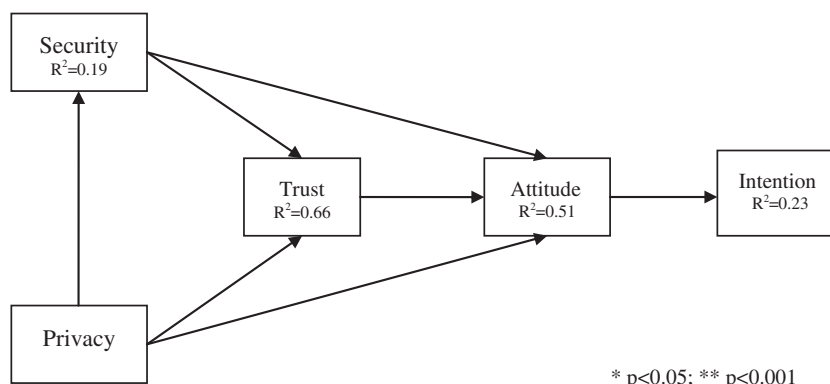 Security
R²=0.19
Trust
R²=0.66
Attitude
R²=0.51
Intention
R²=0.23
Privacy
* p<0.05; ** p<0.001